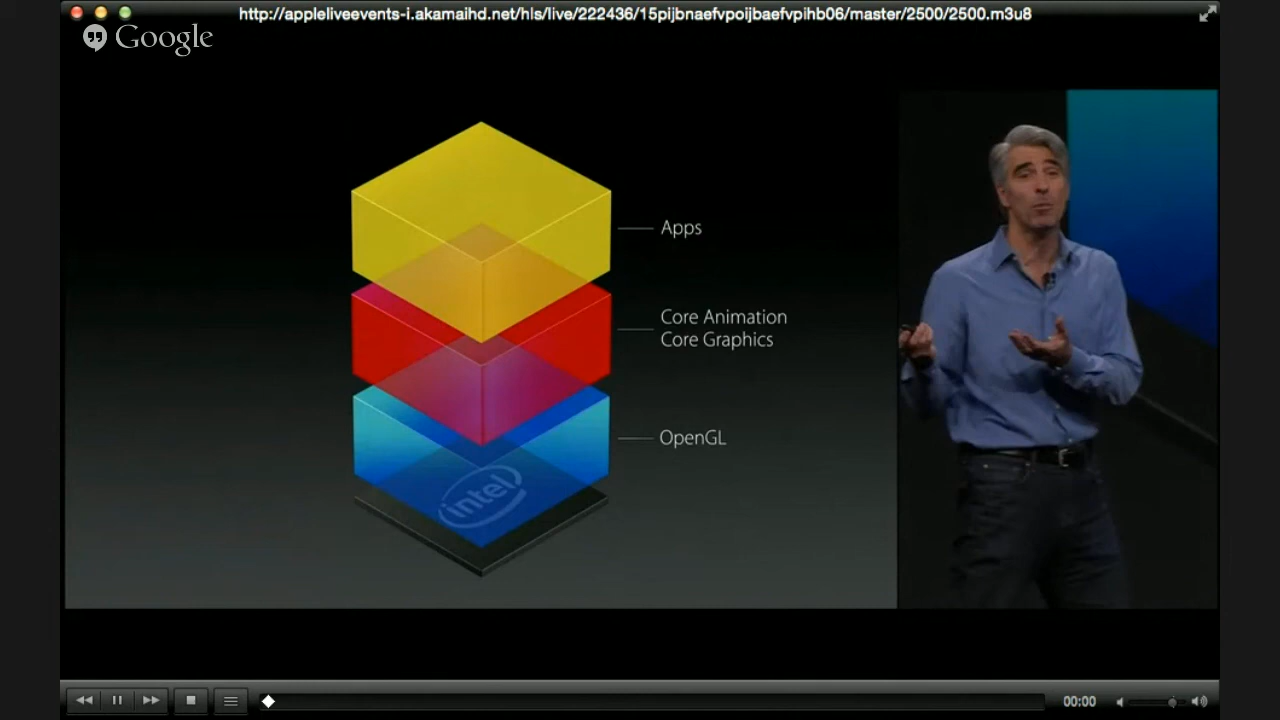 http://appleliveevents-i.akamaihd.net/hls/live/222436/15pijbnaefvpoijbaefvpihb06/master/2500/2500.m3u8
Google
Apps
Core Animation
Core Graphics
OpenGL
intel
00:00